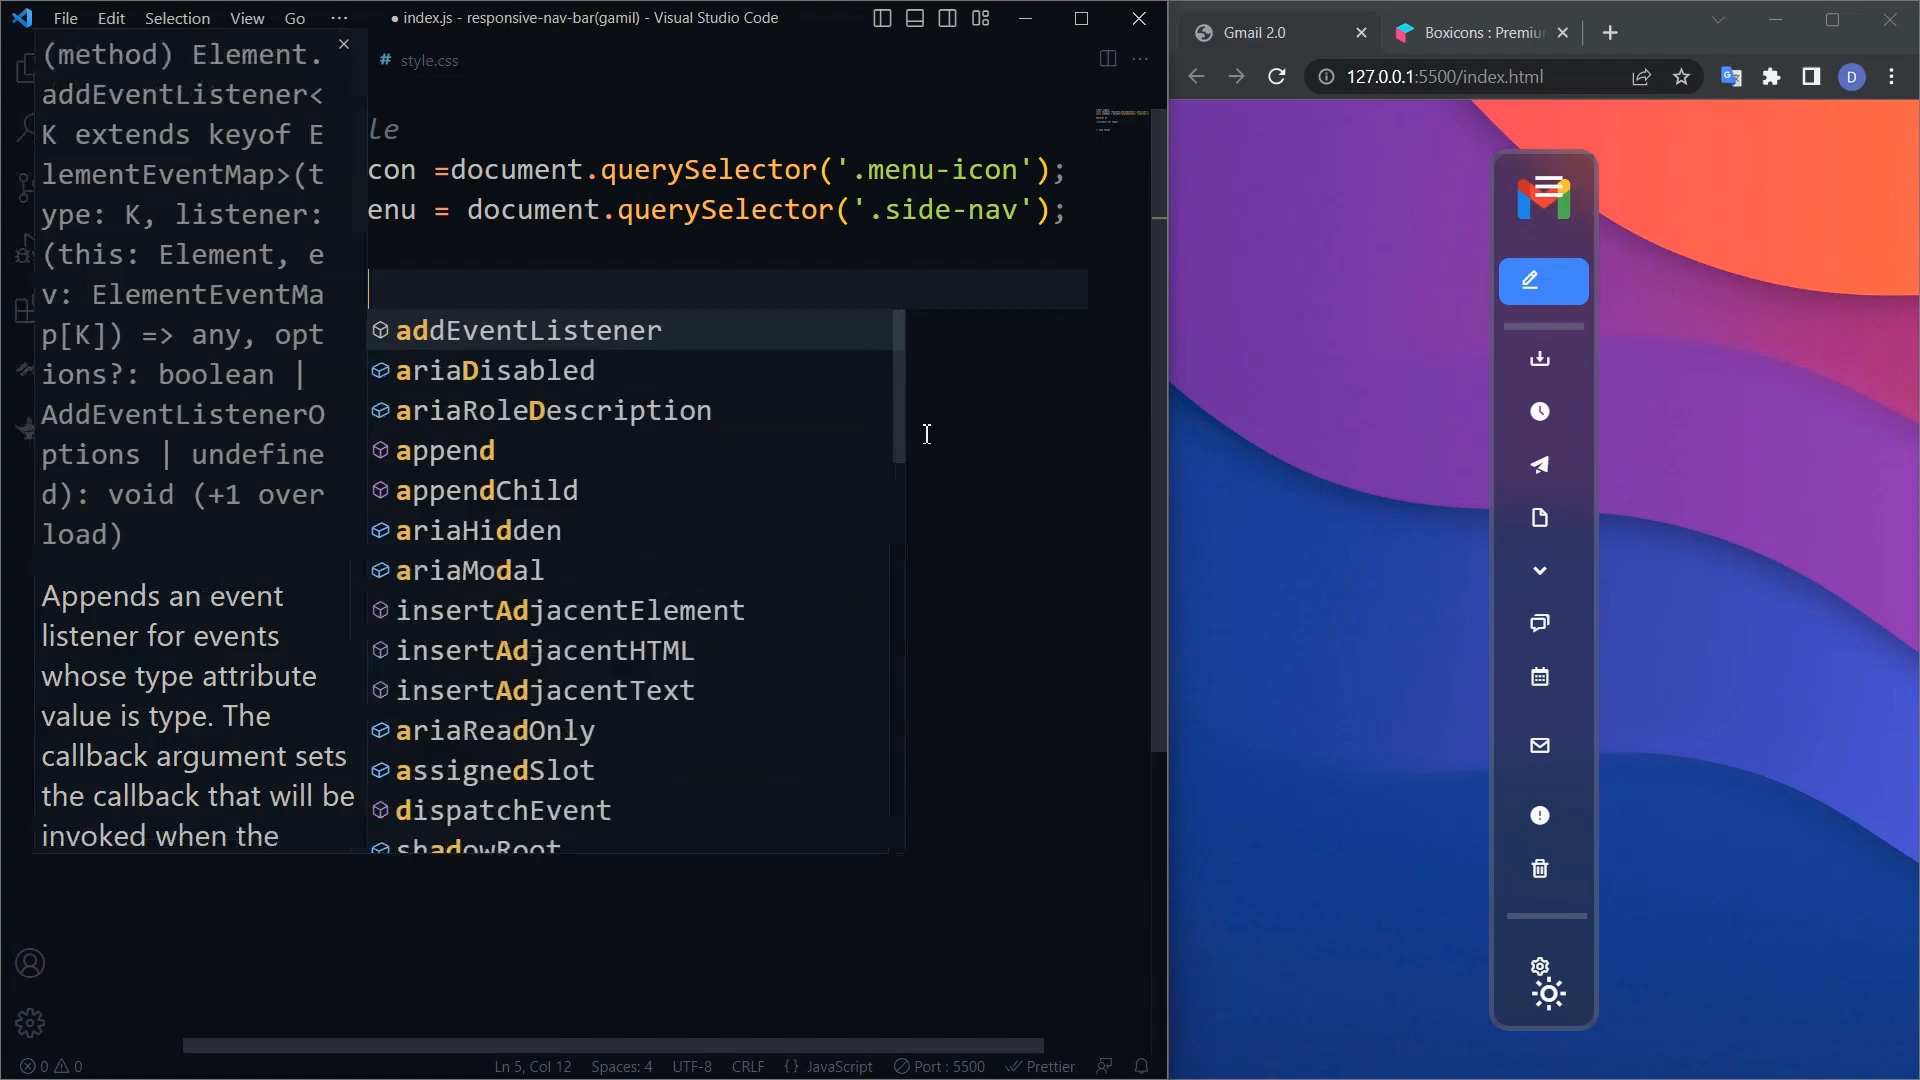 File Edit Selection View Go ···
● index.js - responsive-nav-bar(gamil) - Visual Studio Code
(method) Element.
addEventListener<
K extends keyof E
lementEventMap>(t
ype: K, listener:
(this: Element, e
v: ElementEventMa
p[K]) => any, opt
ions?: boolean |
AddEventListenerO
ptions | undefine
d): void (+1 over
load)
Appends an event
listener for events
whose type attribute
value is type. The
callback argument sets
the callback that will be
invoked when the
# style.css
le
con =document.querySelector('.menu-icon');
enu = document.querySelector('.side-nav');
addEventListener
ariaDisabled
ariaRoleDescription
append
appendChild
ariaHidden
ariaModal
insertAdjacentElement
insertAdjacentHTML
insertAdjacentText
ariaReadOnly
assignedSlot
dispatchEvent
shadowRoot
0 0
Ln 5, Col 12 Spaces: 4 UTF-8 CRLF {} JavaScript Port : 5500 Prettier
Gmail 2.0
Boxicons : Premiu
127.0.0.1:5500/index.html
D